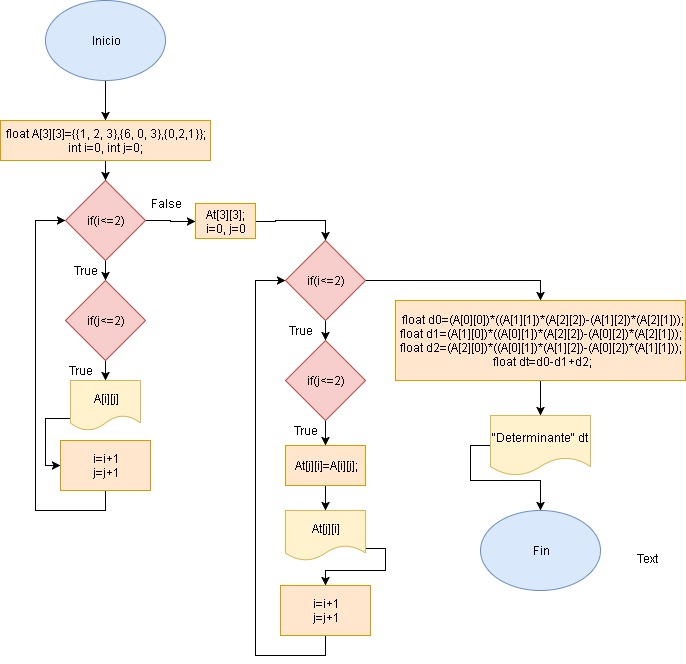 Inicio
float A[3][3]={{1, 2, 3},{6, 0, 3},{0,2,1}};
int i=0, int j=0;
if(i<=2)
False
At[3][3];
i=0, j=0
True
if(j<=2)
True
A[i][j]
i=i+1
j=j+1
if(i<=2)
True
if(j<=2)
True
At[j][i]=A[i][j];
At[j][i]
i=i+1
j=j+1
float d0=(A[0][0])*((A[1][1])*(A[2][2])-(A[1][2])*(A[2][1]));
float d1=(A[1][0])*((A[0][1])*(A[2][2])-(A[0][2])*(A[2][1]));
float d2=(A[2][0])*((A[0][1])*(A[1][2])-(A[0][2])*(A[1][1]));
float dt=d0-d1+d2;
"Determinante" dt
Fin
Text